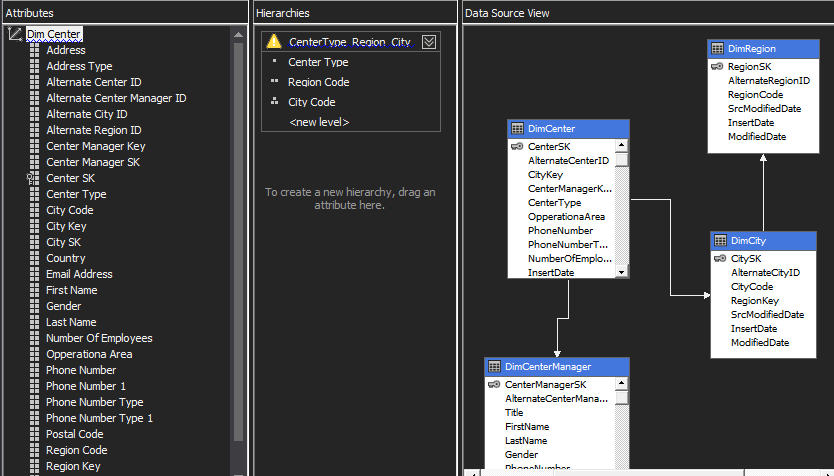 Attributes
Dim Center
Address
Address Type
Alternate Center ID
Alternate Center Manager ID
Alternate City ID
Alternate Region ID
Center Manager Key
Center Manager SK
Center SK
Center Type
City Code
City Key
City SK
Country
Email Address
First Name
Gender
Last Name
Number Of Employees
Opperationa Area
Phone Number
Phone Number 1
Phone Number Type
Phone Number Type 1
Postal Code
Region Code
Region Key
Hierarchies
CenterType_Region_City
Center Type
Region Code
City Code
<new level>
To create a new hierarchy, drag an
attribute here.
Data Source View
DimRegion
RegionSK
AlternateRegionID
RegionCode
SrcModifiedDate
InsertDate
ModifiedDate
DimCenter
CenterSK
AlternateCenterID
CityKey
CenterManagerK...
CenterType
OpperationaArea
PhoneNumber
PhoneNumberT...
NumberOfEmplo...
InsertDate
DimCity
CitySK
AlternateCityID
CityCode
RegionKey
SrcModifiedDate
InsertDate
ModifiedDate
DimCenterManager
CenterManagerSK
AlternateCenterMana...
Title
FirstName
LastName
Gender
PhoneNumber